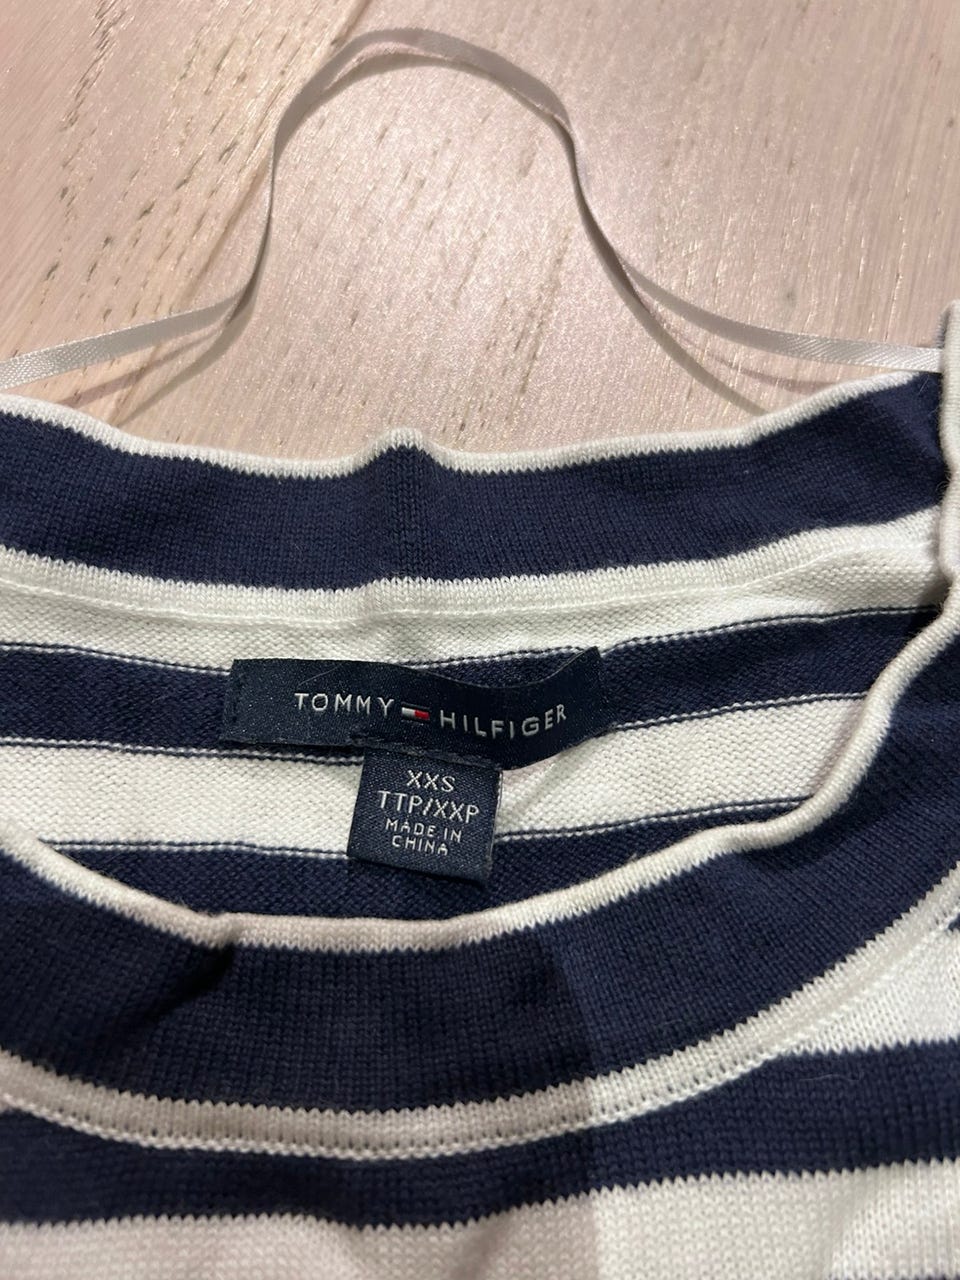 TOMMY HILFIGER
XXS
TTP/XXP
MADE IN
CHINA